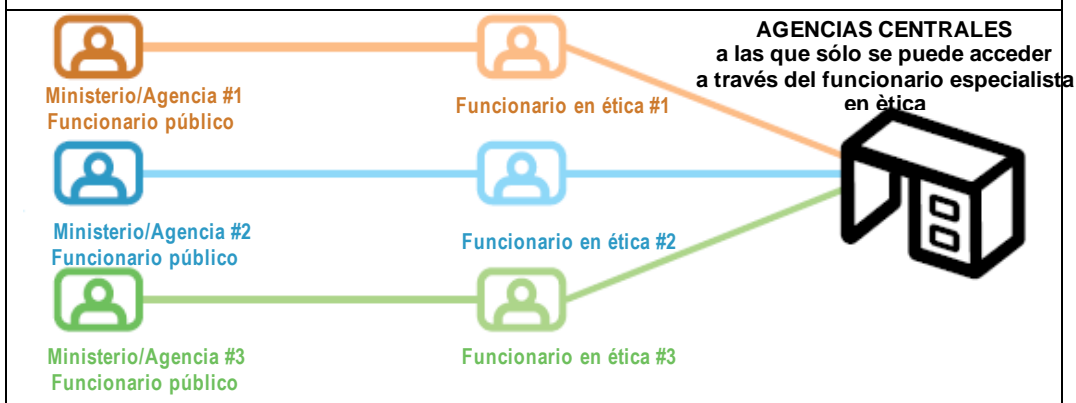 AGENCIAS CENTRALES
a las que sólo se puede acceder
a través del funcionario especialista
en ètica
Ministerio/Agencia #1
Funcionario público
Funcionario en ética #1
Ministerio/Agencia #2
Funcionario público
Funcionario en ética #2
Ministerio/Agencia #3
Funcionario público
Funcionario en ética #3